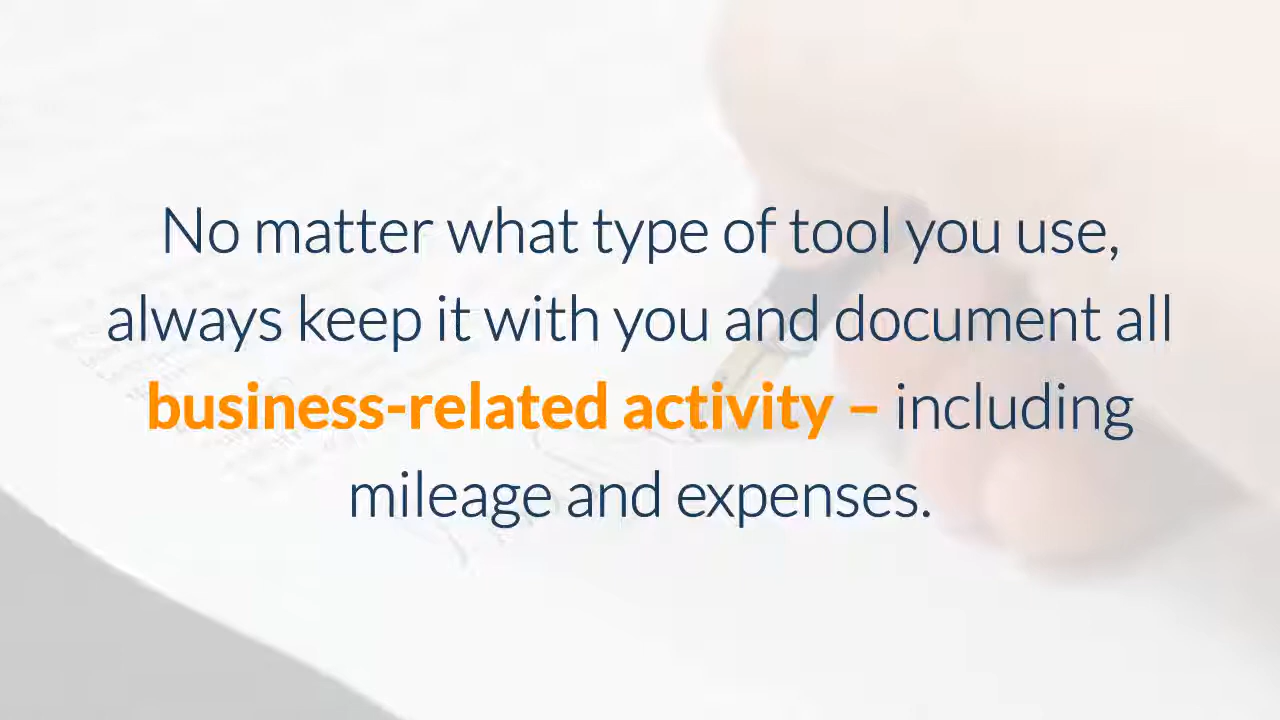 No matter what type of tool you use,
always keep it with you and document all
business-related activity – including
mileage and expenses.